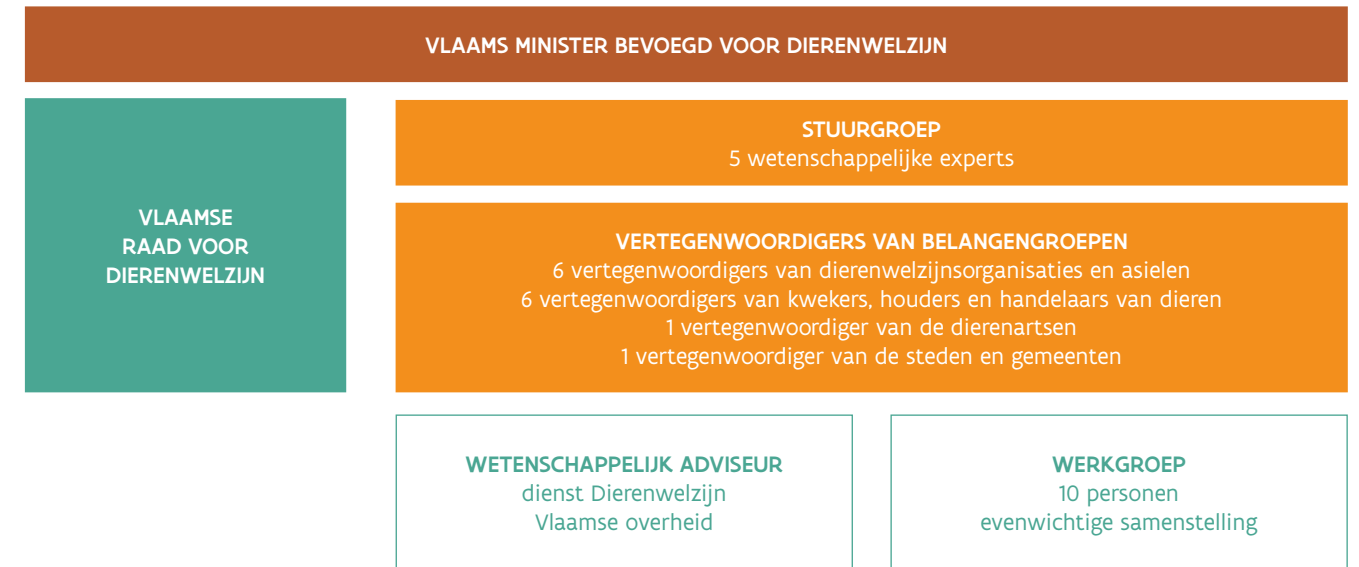 VLAAMS MINISTER BEVOEGD VOOR DIERENWELZIJN
VLAAMSE
RAAD VOOR
DIERENWELZIJN
STUURGROEP
5 wetenschappelijke experts
VERTEGENWOORDIGERS VAN BELANGENGROEPEN
6 vertegenwoordigers van dierenwelzijnsorganisaties en asielen
6 vertegenwoordigers van kwekers, houders en handelaars van dieren
1 vertegenwoordiger van de dierenartsen
1 vertegenwoordiger van de steden en gemeenten
WETENSCHAPPELIJK ADVISEUR
dienst Dierenwelzijn
Vlaamse overheid
WERKGROEP
10 personen
evenwichtige samenstelling